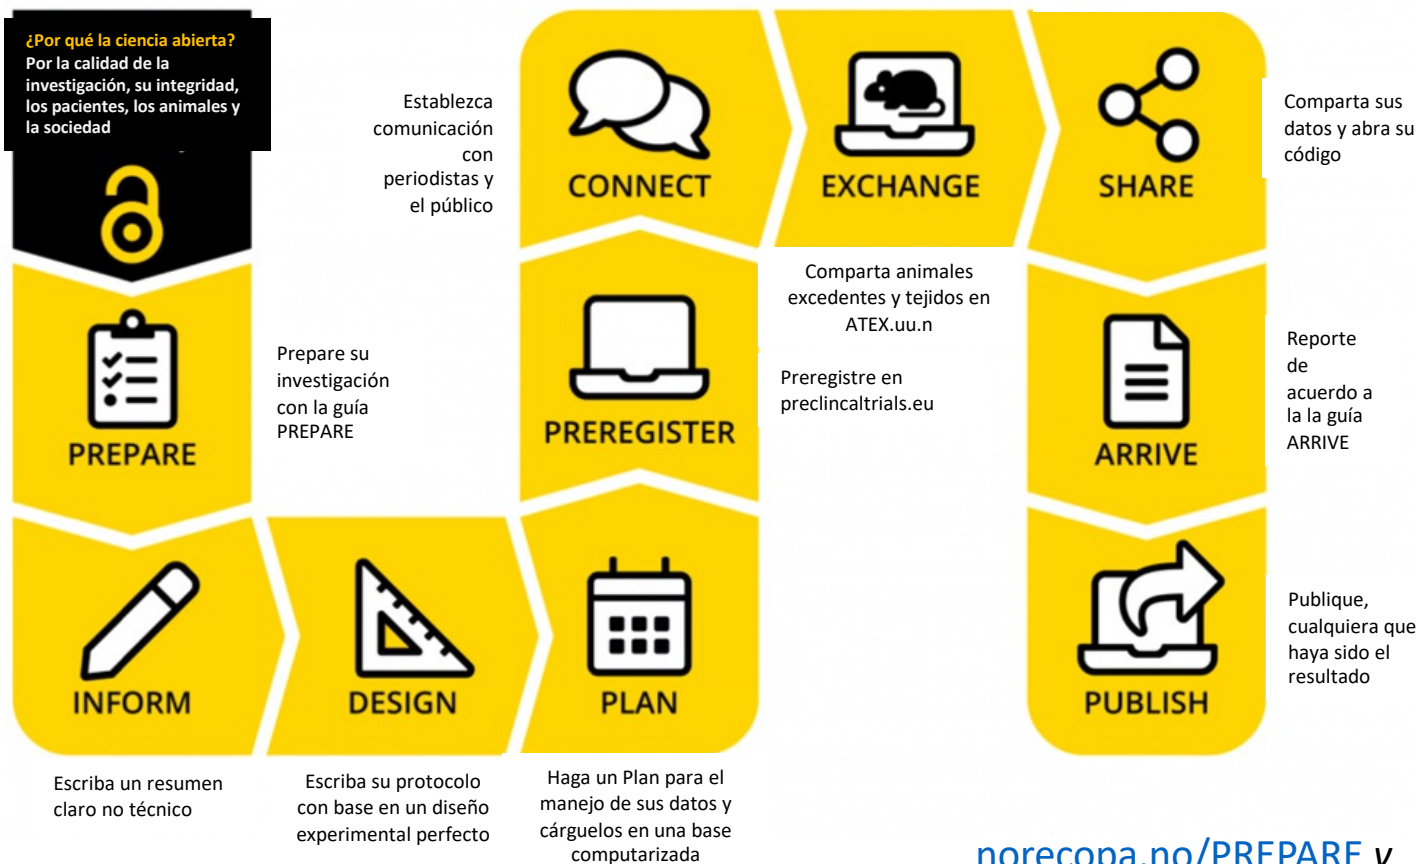 ¿Por qué la ciencia abierta?
Por la calidad de la
investigación, su integridad,
los pacientes, los animales y
la sociedad
PREPARE
Prepare su
investigación
con la guía
PREPARE
INFORM
Escriba un resumen
claro no técnico
DESIGN
Escriba su protocolo
con base en un diseño
experimental perfecto
PLAN
Haga un Plan para el
manejo de sus datos y
cárguelos en una base
computarizada
PREREGISTER
Preregistre en
preclincaltrials.eu
CONNECT
Establezca
comunicación
con
periodistas y
el público
EXCHANGE
Comparta animales
excedentes y tejidos en
ATEX.uu.n
SHARE
Comparta sus
datos y abra su
código
ARRIVE
Reporte
de
acuerdo a
la la guía
ARRIVE
PUBLISH
Publique,
cualquiera que
haya sido el
resultado
norecopa.no/PREPARE y